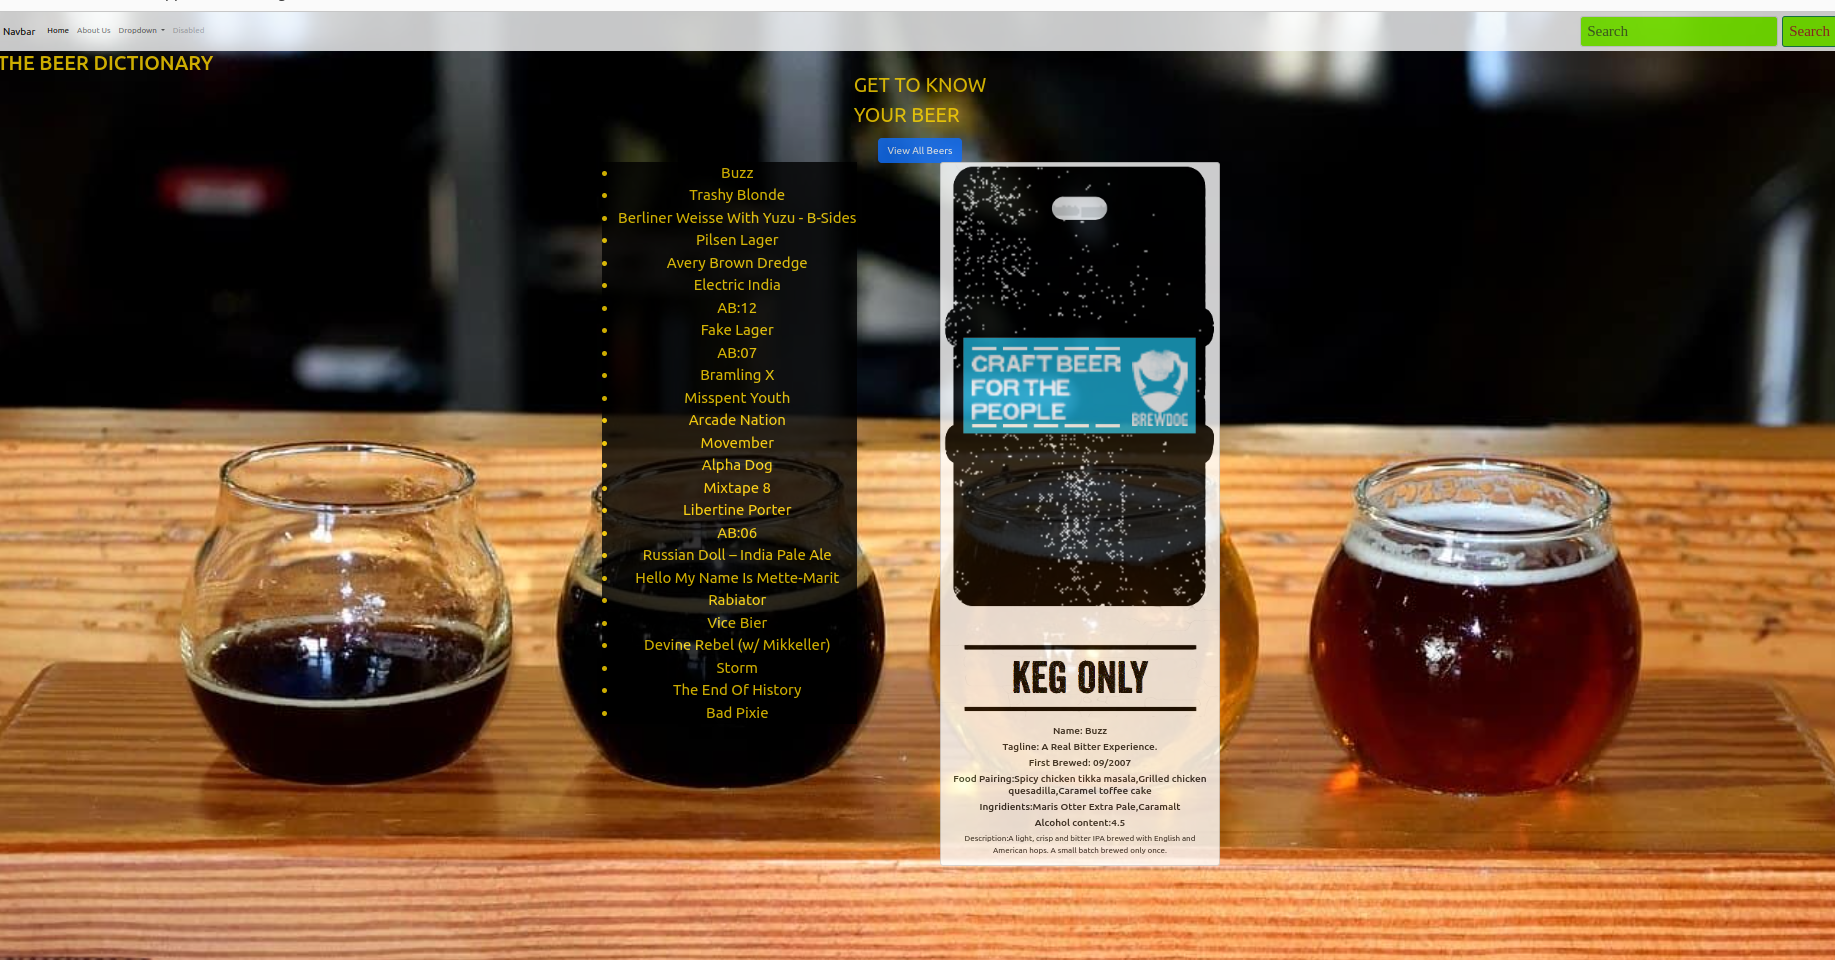 Navbar Home About Us Dropdown Disabled Search Search
THE BEER DICTIONARY
GET TO KNOW
YOUR BEER
View All Beers
Buzz
Trashy Blonde
Berliner Weisse With Yuzu - B-Sides
Pilsen Lager
Avery Brown Dredge
Electric India
AB:12
Fake Lager
AB:07
Bramling X
Misspent Youth
Arcade Nation
Movember
Alpha Dog
Mixtape 8
Libertine Porter
AB:06
Russian Doll – India Pale Ale
Hello My Name Is Mette-Marit
Rabiator
Vice Bier
Devine Rebel (w/ Mikkeller)
Storm
The End Of History
Bad Pixie
CRAFT BEER
FOR THE
PEOPLE
BREWDOG
KEG ONLY
Name: Buzz
Tagline: A Real Bitter Experience.
First Brewed: 09/2007
Food Pairing:Spicy chicken tikka masala,Grilled chicken
quesadilla,Caramel toffee cake
Ingridients:Maris Otter Extra Pale,Caramalt
Alcohol content:4.5
Description:A light, crisp and bitter IPA brewed with English and
American hops. A small batch brewed only once.